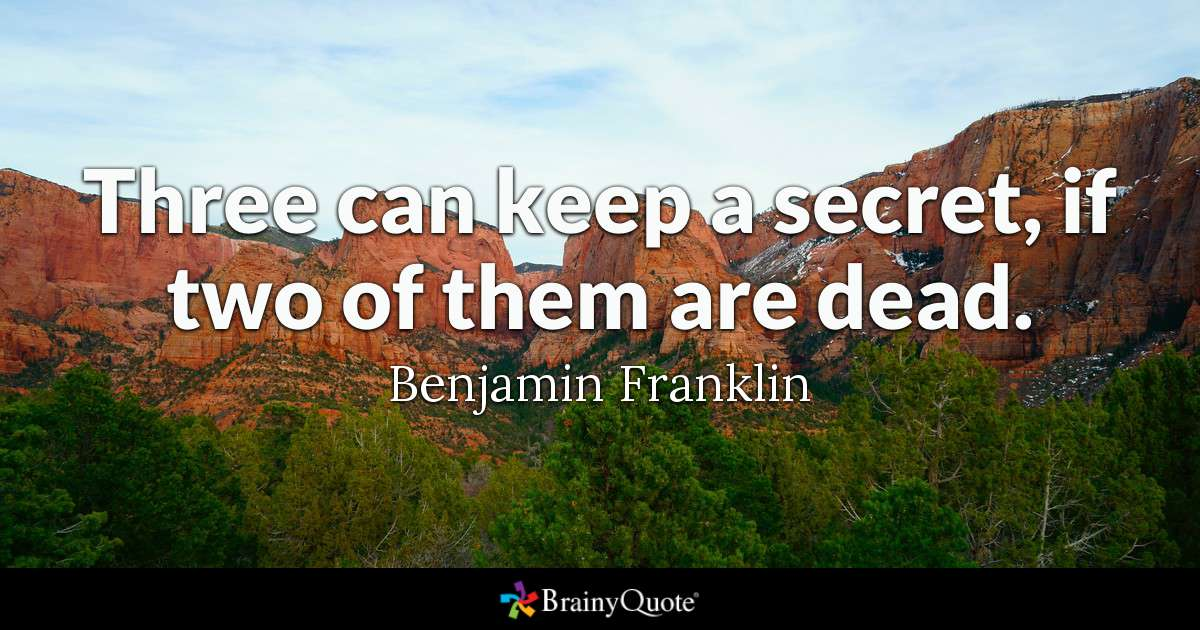 Three can keep a secret, if
two of them are dead.
Benjamin Franklin
BrainyQuote®